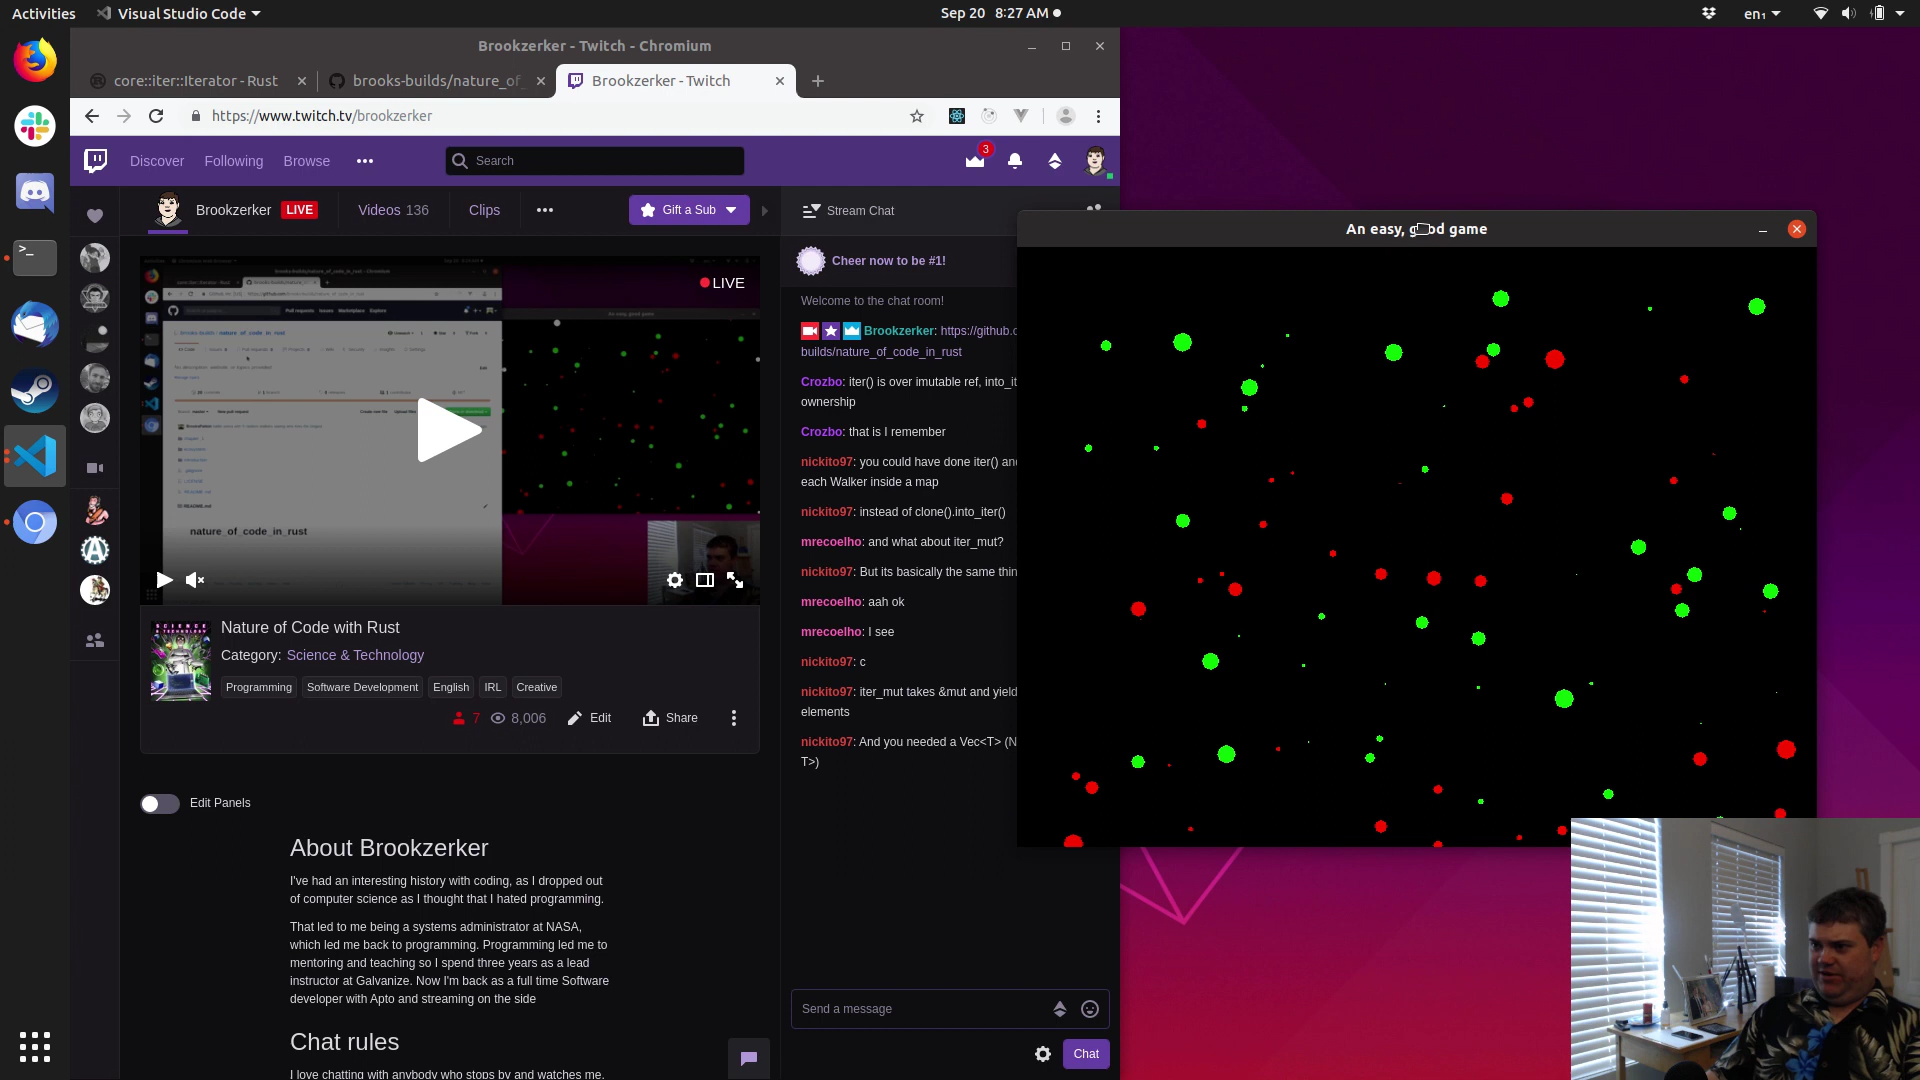 Activities
Visual Studio Code
Sep 20 8:27 AM
en₁
Brookzerker - Twitch - Chromium
core::iter::Iterator - Rust
brooks-builds/nature_of_
Brookzerker - Twitch
https://www.twitch.tv/brookzerker
Discover
Following
Browse
Search
3
Brookzerker
LIVE
Videos 136
Clips
Gift a Sub
LIVE
nature_of_code_in_rust
Nature of Code with Rust
Category: Science & Technology
Programming
Software Development
English
IRL
Creative
7
8,006
Edit
Share
Edit Panels
About Brookzerker
I've had an interesting history with coding, as I dropped out
of computer science as I thought that I hated programming.
That led to me being a systems administrator at NASA,
which led me back to programming. Programming led me to
mentoring and teaching so I spend three years as a lead
instructor at Galvanize. Now I'm back as a full time Software
developer with Apto and streaming on the side
Chat rules
I love chatting with anybody who stops by and watches me.
Stream Chat
Cheer now to be #1!
Welcome to the chat room!
Brookzerker: https://github.c
builds/nature_of_code_in_rust
Crozbo: iter() is over imutable ref, into_it
ownership
Crozbo: that is I remember
nickito97: you could have done iter() and
each Walker inside a map
nickito97: instead of clone().into_iter()
mrecoelho: and what about iter_mut?
nickito97: But its basically the same thin
mrecoelho: aah ok
mrecoelho: I see
nickito97: c
nickito97: iter_mut takes &mut and yield
elements
nickito97: And you needed a Vec<T> (N
T>)
Send a message
Chat
An easy, good game